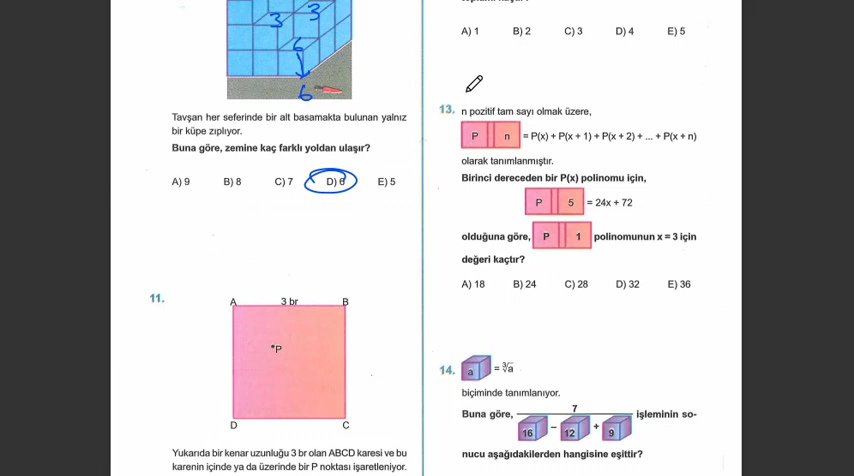 3
3
6
6
Tavşan her seferinde bir alt basamakta bulunan yalnız
bir küpe zıplıyor.
Buna göre, zemine kaç farklı yoldan ulaşır?
A) 9 B) 8 C) 7 D) 6 E) 5
11.
A 3 br B
P
D C
Yukarıda bir kenar uzunluğu 3 br olan ABCD karesi ve bu
karenin içinde ya da üzerinde bir P noktası işaretleniyor.
A) 1 B) 2 C) 3 D) 4 E) 5
13. n pozitif tam sayı olmak üzere,
P n = P(x) + P(x + 1) + P(x + 2) + ... + P(x + n)
olarak tanımlanmıştır.
Birinci dereceden bir P(x) polinomu için,
P 5 = 24x + 72
olduğuna göre, P 1 polinomunun x = 3 için
değeri kaçtır?
A) 18 B) 24 C) 28 D) 32 E) 36
14. a = ∛a
biçiminde tanımlanıyor.
7
Buna göre, işleminin so-
16 − 12 + 9
nucu aşağıdakilerden hangisine eşittir?